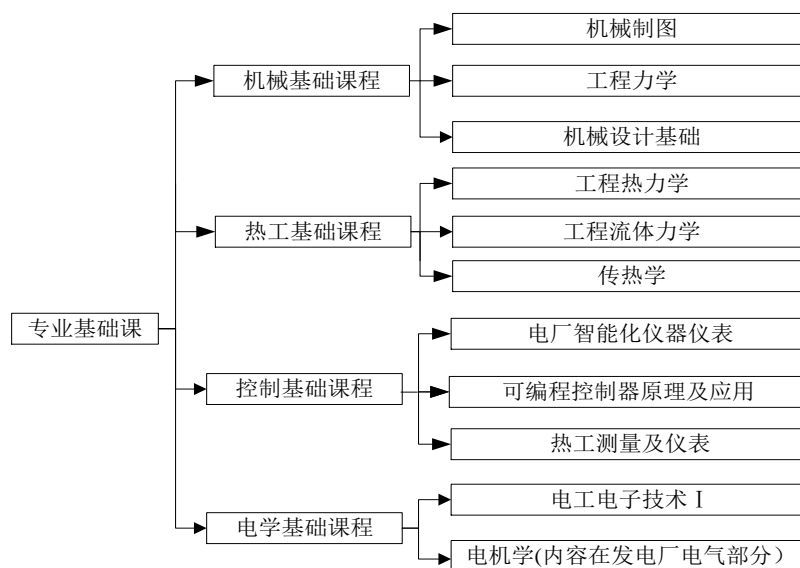 专业基础课
机械基础课程
机械制图
工程力学
机械设计基础
热工基础课程
工程热力学
工程流体力学
传热学
控制基础课程
电厂智能化仪器仪表
可编程控制器原理及应用
热工测量及仪表
电学基础课程
电工电子技术Ⅰ
电机学(内容在发电厂电气部分）